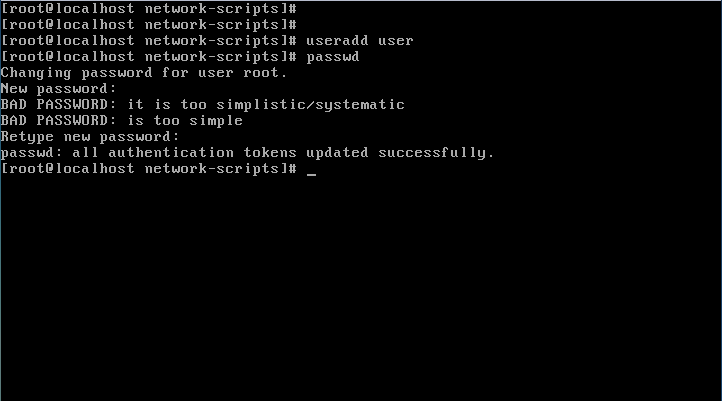 [root@localhost network-scripts]#
[root@localhost network-scripts]#
[root@localhost network-scripts]# useradd user
[root@localhost network-scripts]# passwd
Changing password for user root.
New password:
BAD PASSWORD: it is too simplistic/systematic
BAD PASSWORD: is too simple
Retype new password:
passwd: all authentication tokens updated successfully.
[root@localhost network-scripts]# _